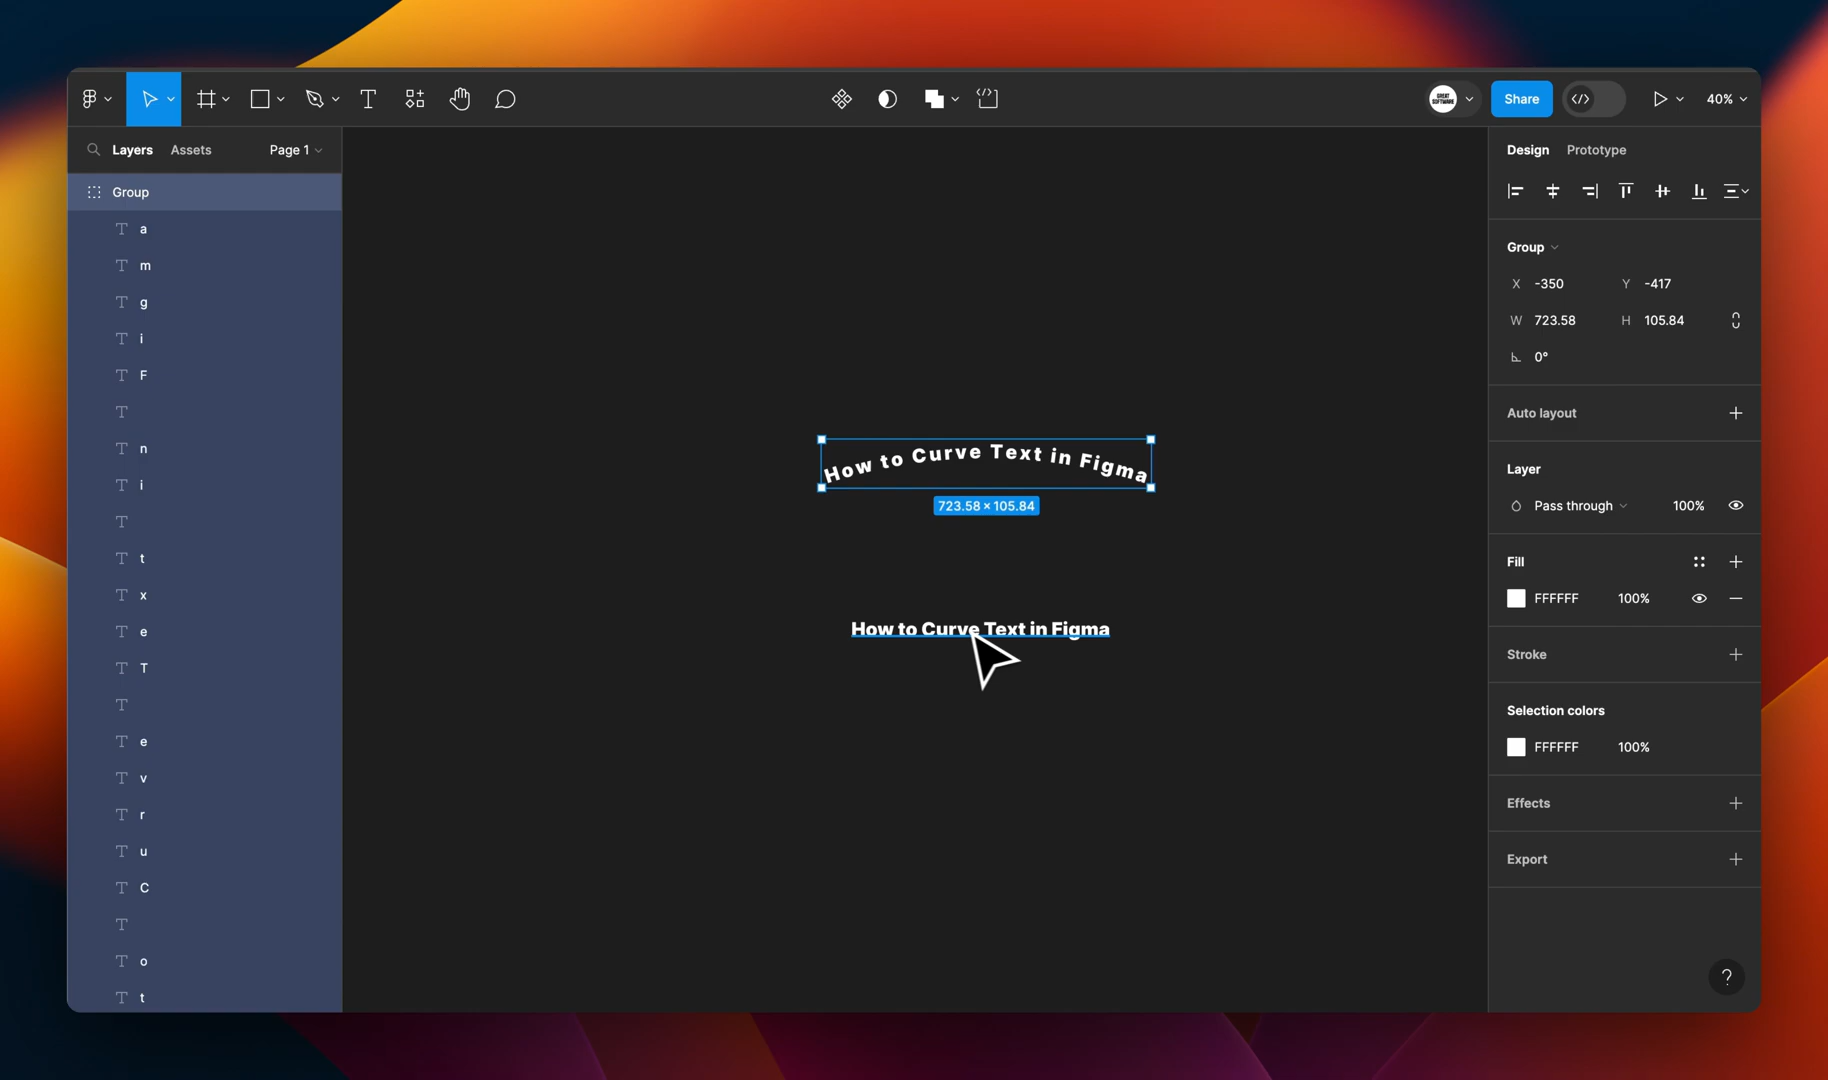 GREAT SOFTWARE
Share
40%
Layers Assets Page 1
Group
a
m
g
i
F
n
i
t
x
e
T
e
v
r
u
C
o
t
How to Curve Text in Figma
723.58 × 105.84
How to Curve Text in Figma
Design Prototype
Group
X -350 Y -417
W 723.58 H 105.84
0°
Auto layout
Layer
Pass through 100%
Fill
FFFFFF 100%
Stroke
Selection colors
FFFFFF 100%
Effects
Export
?